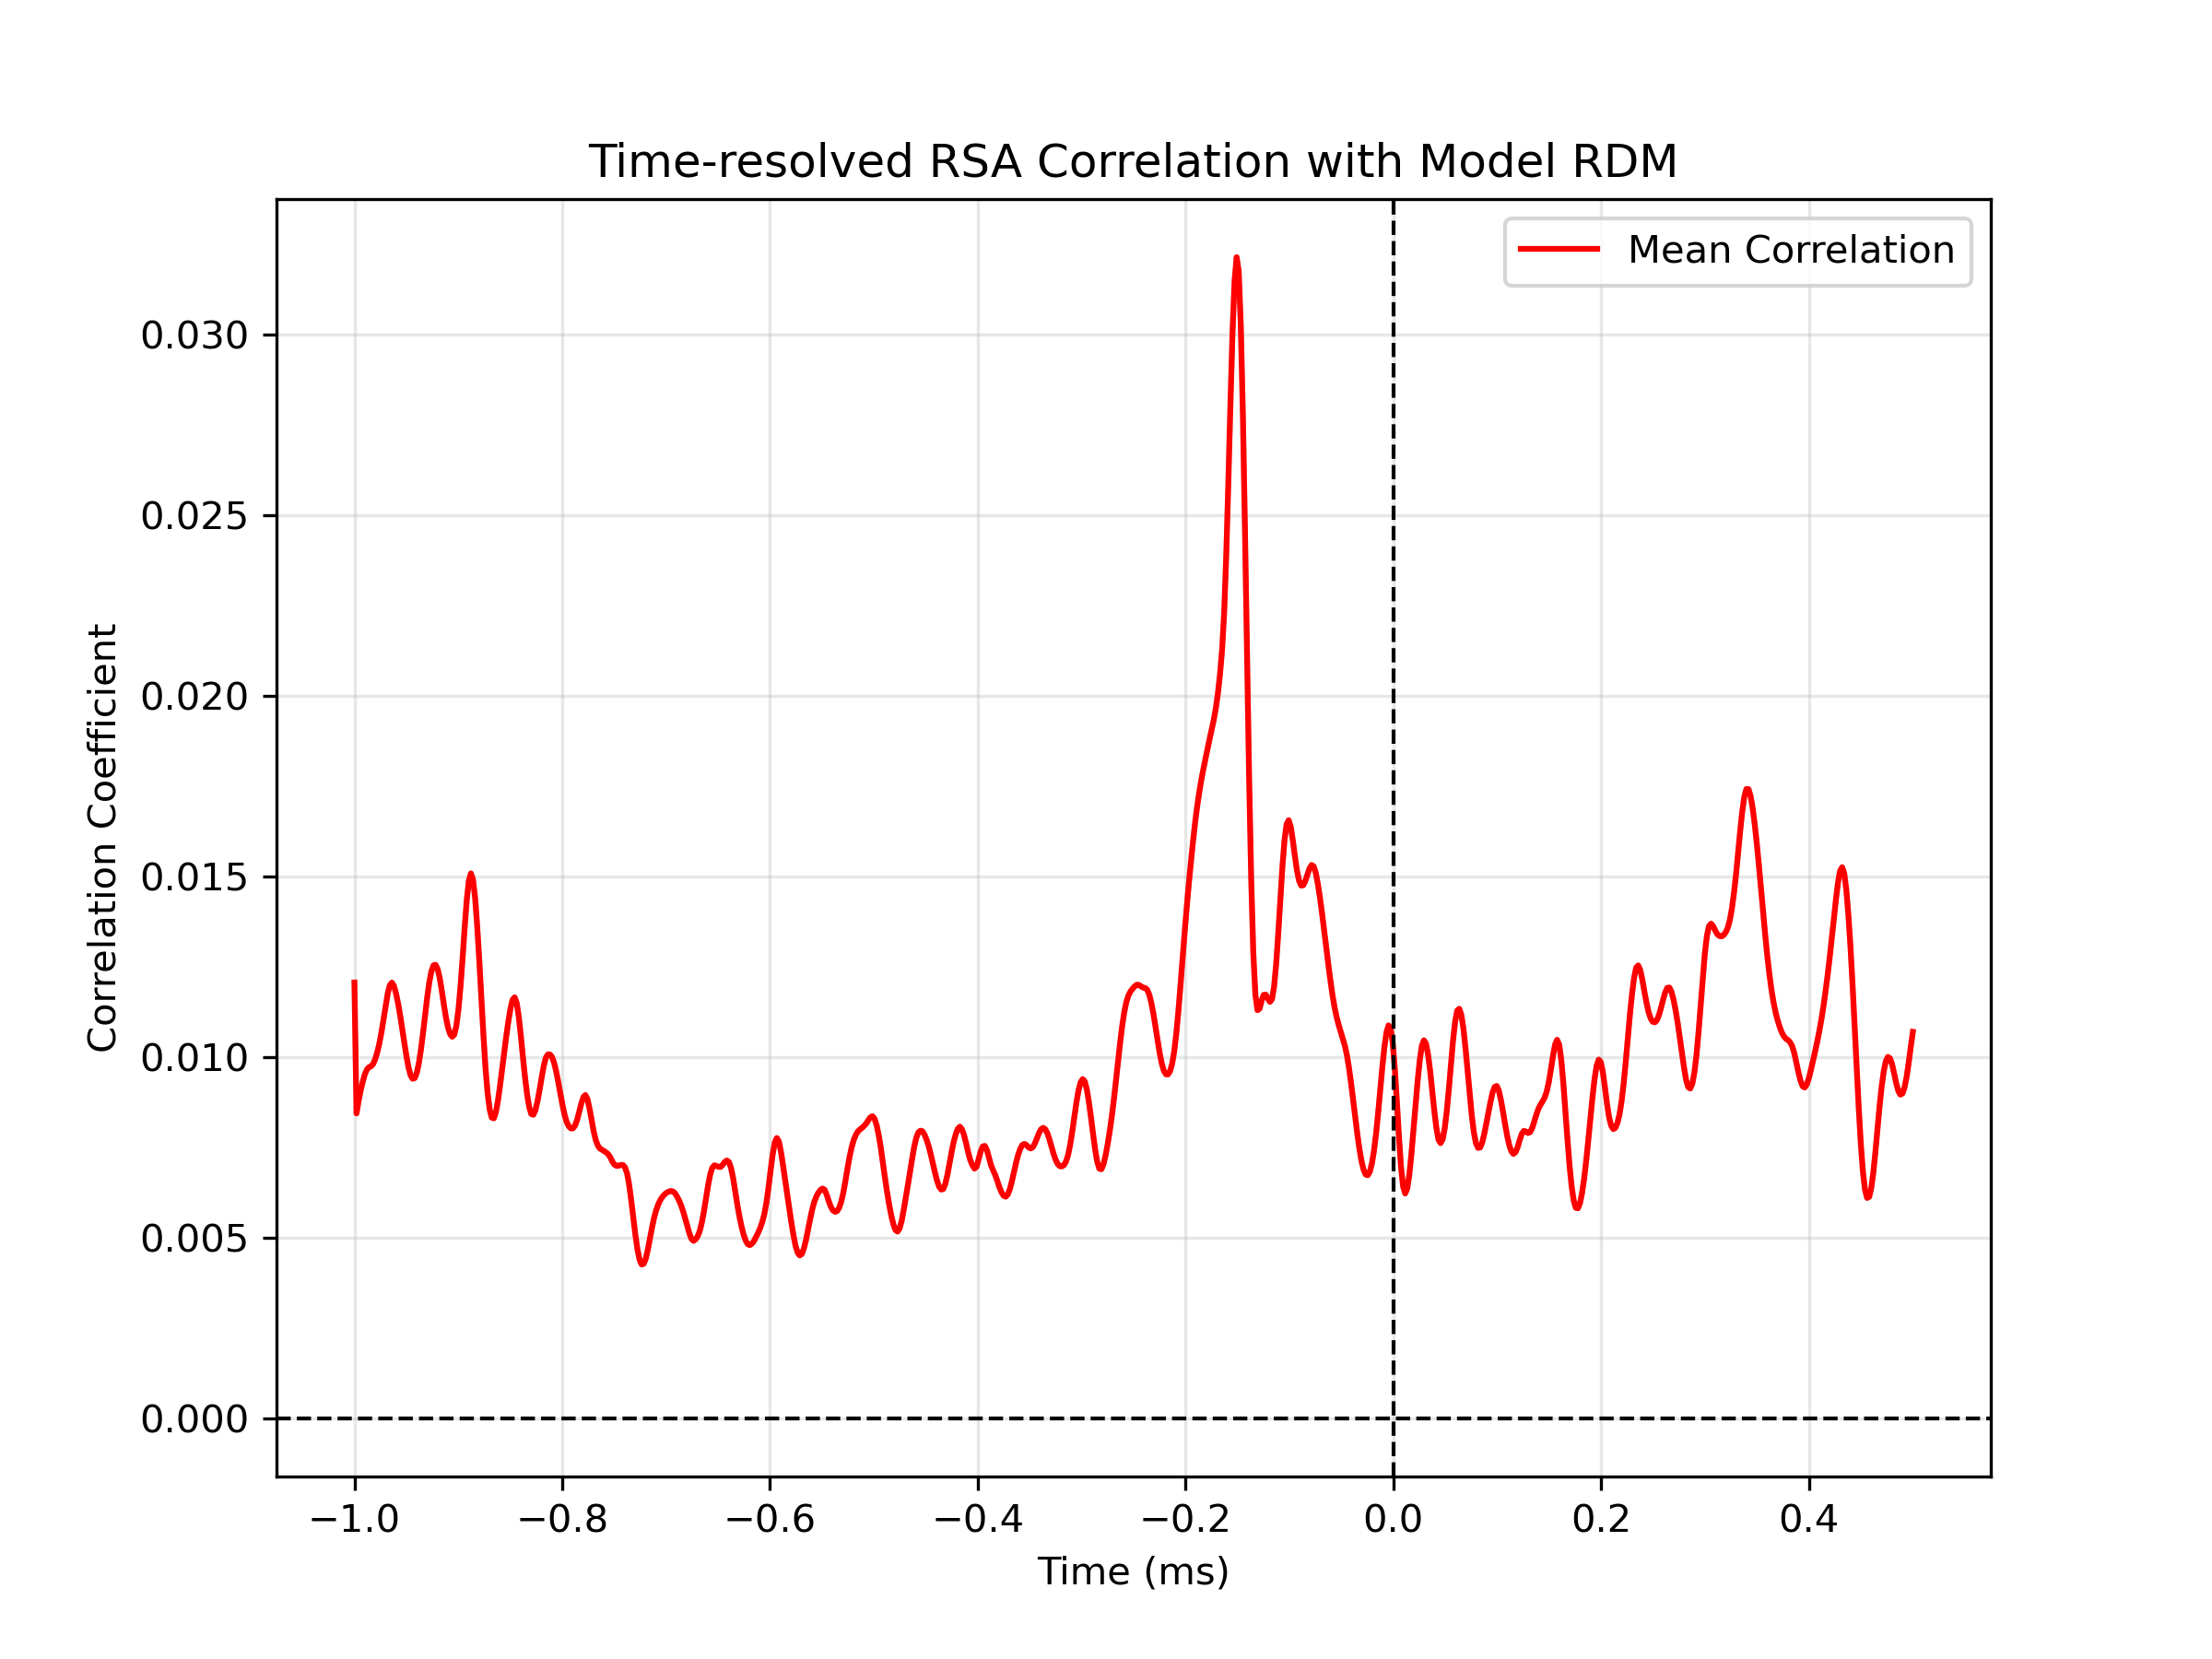 Time-resolved RSA Correlation with Model RDM
Mean Correlation
Correlation Coefficient
0.030
0.025
0.020
0.015
0.010
0.005
0.000
−1.0 −0.8 −0.6 −0.4 −0.2 0.0 0.2 0.4
Time (ms)